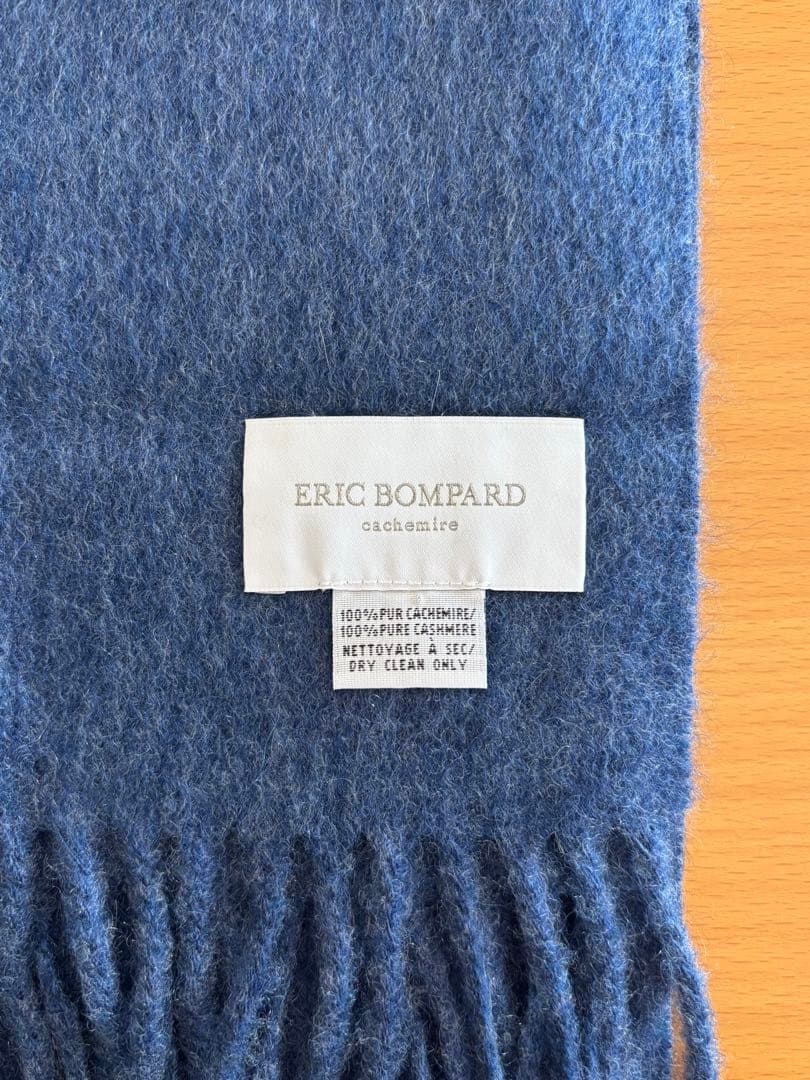 ERIC BOMPARD
cachemire
100%PUR CACHEMIRE/
100%PURE CASHMERE
NETTOYAGE À SEC/
DRY CLEAN ONLY